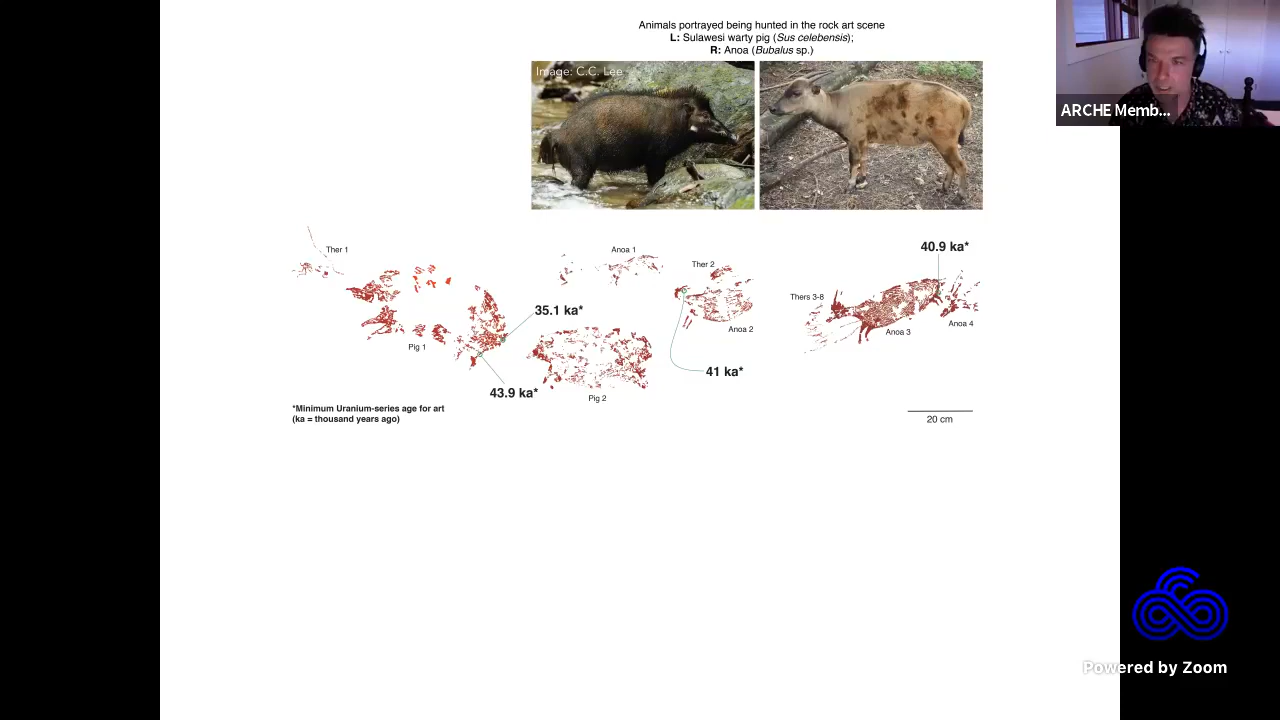 Animals portrayed being hunted in the rock art scene
L: Sulawesi warty pig (Sus celebensis);
R: Anoa (Bubalus sp.)
Image: C.C. Lee
ARCHE Memb...
Ther 1
Anoa 1
Ther 2
40.9 ka*
Thers 3-8
35.1 ka*
Anoa 4
Anoa 2
Anoa 3
Pig 1
41 ka*
43.9 ka*
Pig 2
*Minimum Uranium-series age for art
(ka = thousand years ago)
20 cm
Powered by Zoom